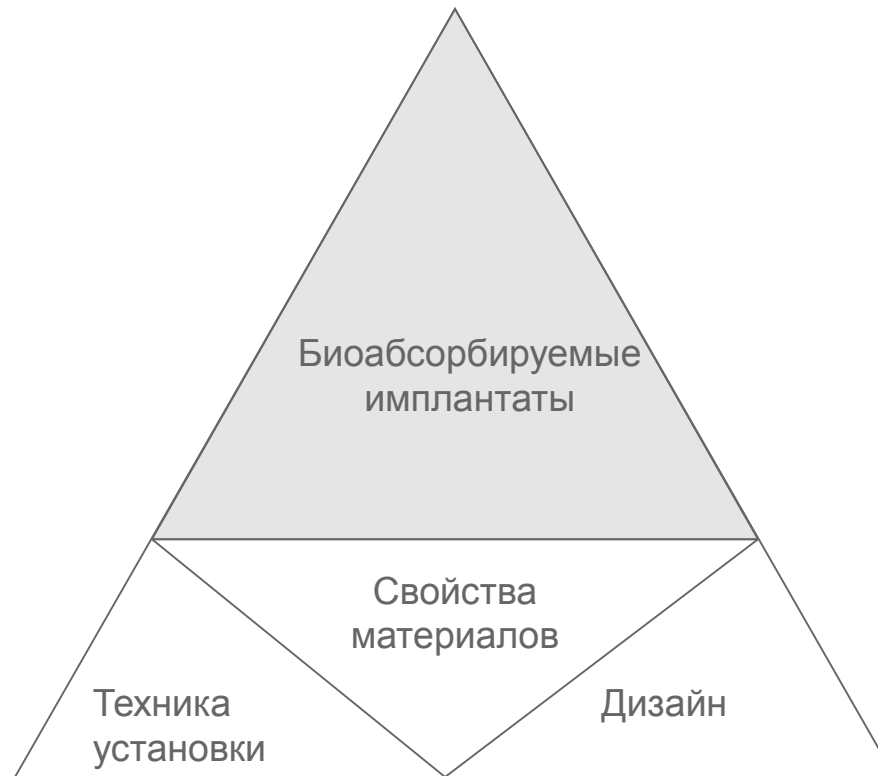 Биоабсорбируемые
имплантаты
Свойства
материалов
Техника
установки
Дизайн